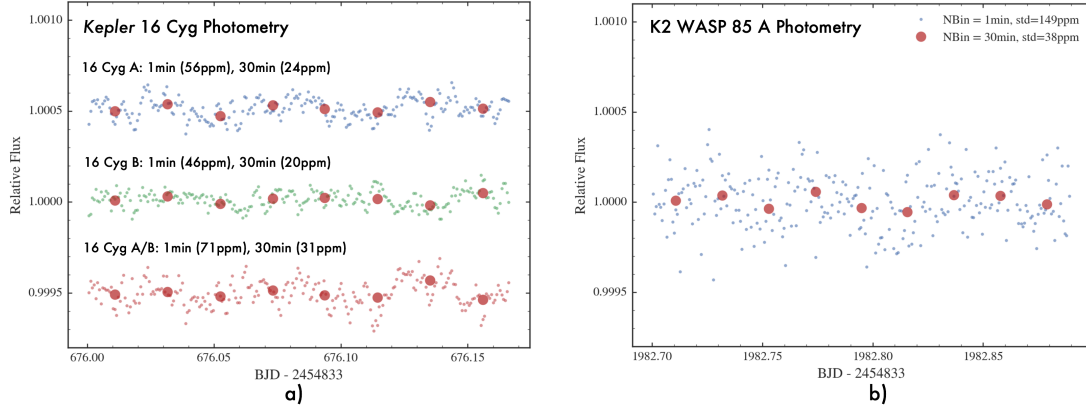 Kepler 16 Cyg Photometry
16 Cyg A: 1min (56ppm), 30min (24ppm)
16 Cyg B: 1min (46ppm), 30min (20ppm)
16 Cyg A/B: 1min (71ppm), 30min (31ppm)
1.0010
1.0005
1.0000
0.9995
Relative Flux
676.00 676.05 676.10 676.15
BJD - 2454833
a)
K2 WASP 85 A Photometry
NBin = 1min, std=149ppm
NBin = 30min, std=38ppm
1.0010
1.0005
1.0000
0.9995
Relative Flux
1982.70 1982.75 1982.80 1982.85
BJD - 2454833
b)